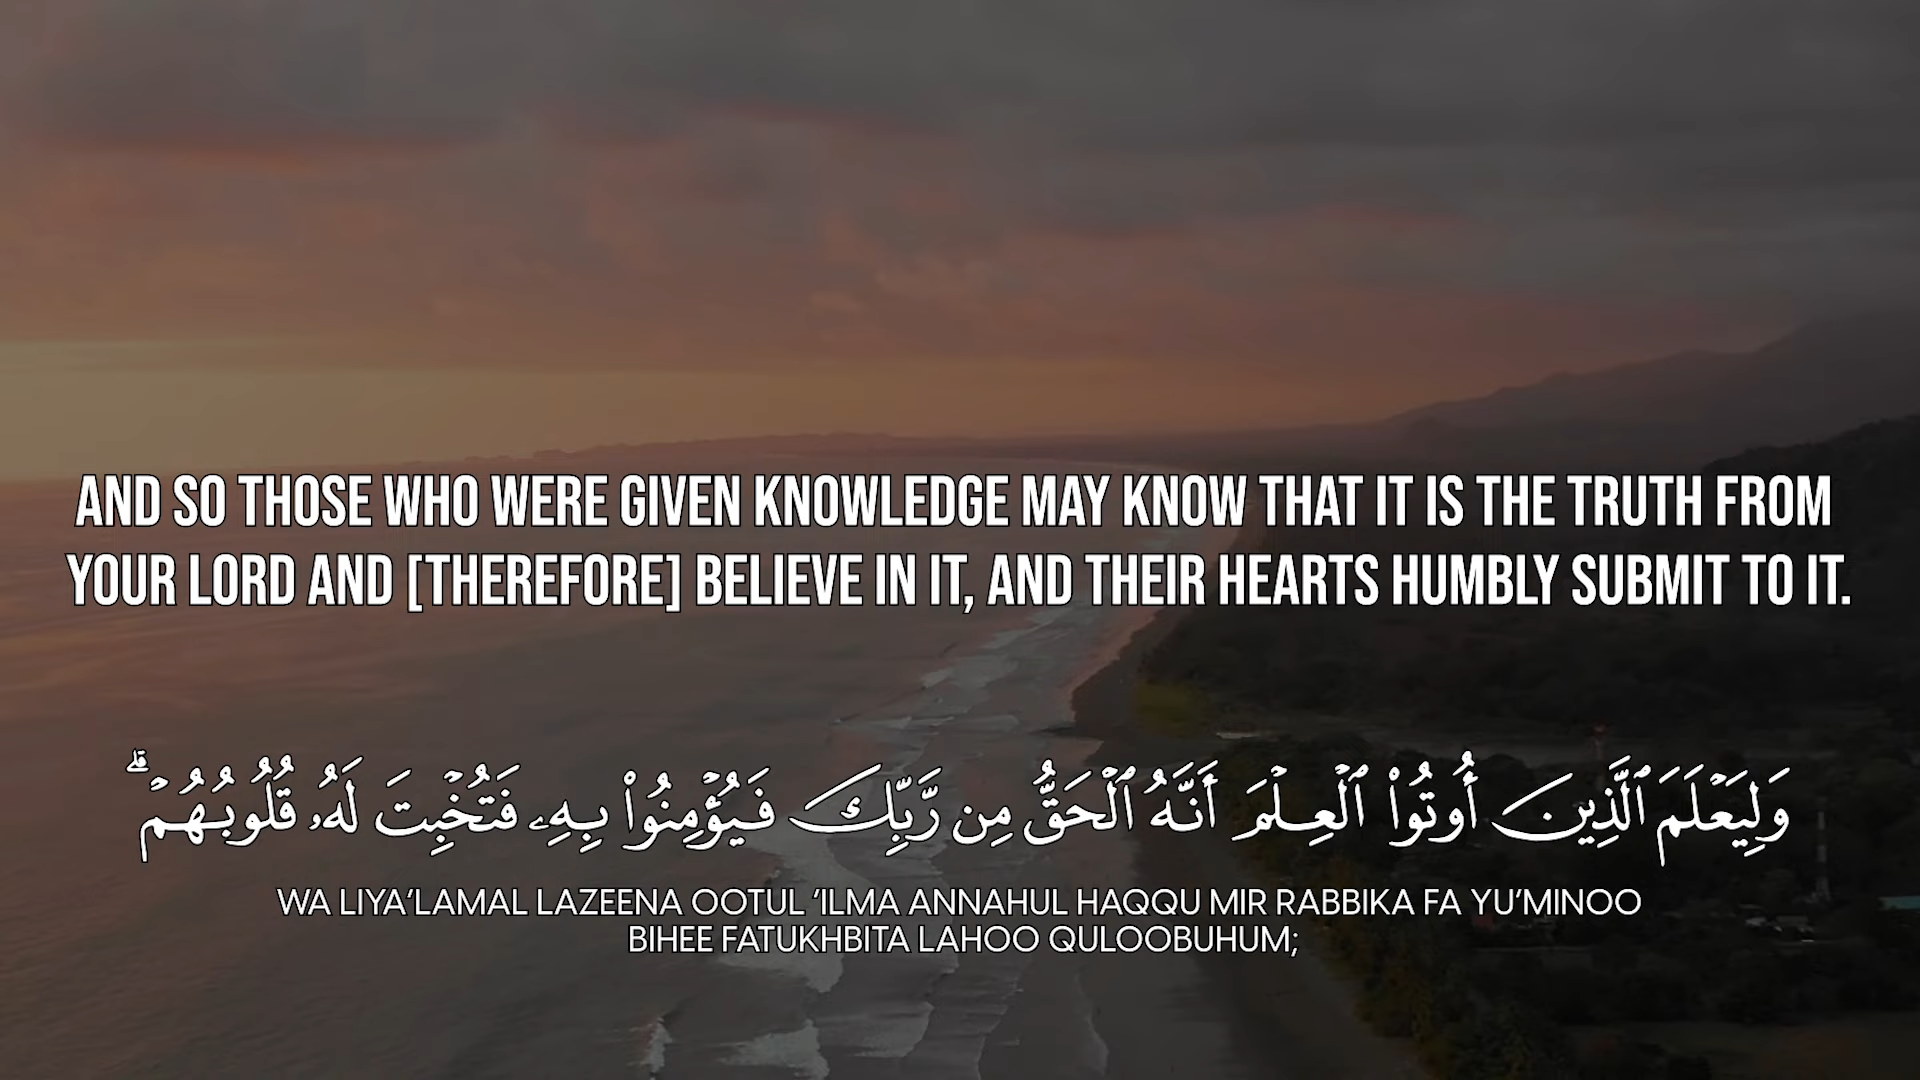 AND SO THOSE WHO WERE GIVEN KNOWLEDGE MAY KNOW THAT IT IS THE TRUTH FROM
YOUR LORD AND [THEREFORE] BELIEVE IN IT, AND THEIR HEARTS HUMBLY SUBMIT TO IT.
وَلِيَعْلَمَ ٱلَّذِينَ أُوتُوا۟ ٱلْعِلْمَ أَنَّهُ ٱلْحَقُّ مِن رَّبِّكَ فَيُؤْمِنُوا۟ بِهِۦ فَتُخْبِتَ لَهُۥ قُلُوبُهُمْ ۗ
WA LIYA‘LAMAL LAZEENA OOTUL ‘ILMA ANNAHUL HAQQU MIR RABBIKA FA YU‘MINOO
BIHEE FATUKHBITA LAHOO QULOOBUHUM;